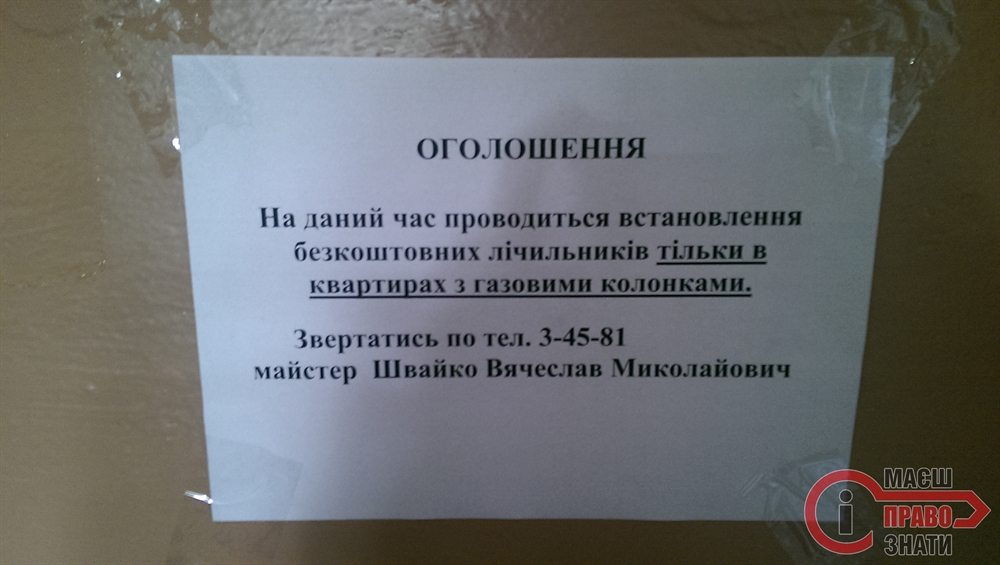 ОГОЛОШЕННЯ
На даний час проводиться встановлення
безкоштовних лічильників тільки в
квартирах з газовими колонками.
Звертатись по тел. 3-45-81
майстер Швайко Вячеслав Миколайович
МАЄШ
ПРАВО
ЗНАТИ